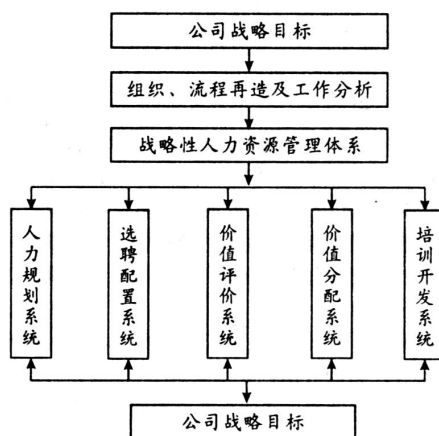 公司战略目标
组织、流程再造及工作分析
战略性人力资源管理体系
人力规划系统
选聘配置系统
价值评价系统
价值分配系统
培训开发系统
公司战略目标